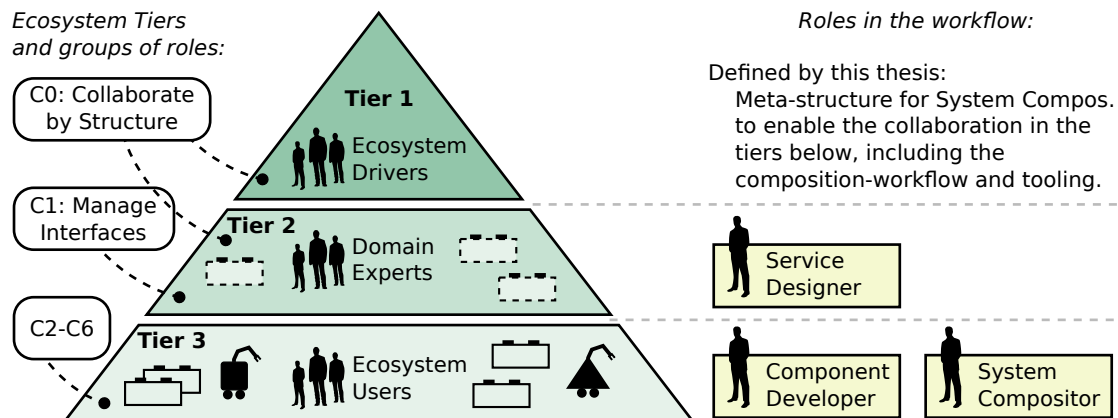 Ecosystem Tiers
and groups of roles:
C0: Collaborate
by Structure
C1: Manage
Interfaces
C2-C6
Tier 1
Ecosystem
Drivers
Tier 2
Domain
Experts
Tier 3
Ecosystem
Users
Roles in the workflow:
Defined by this thesis:
Meta-structure for System Compos.
to enable the collaboration in the
tiers below, including the
composition-workflow and tooling.
Service
Designer
Component
Developer
System
Compositor